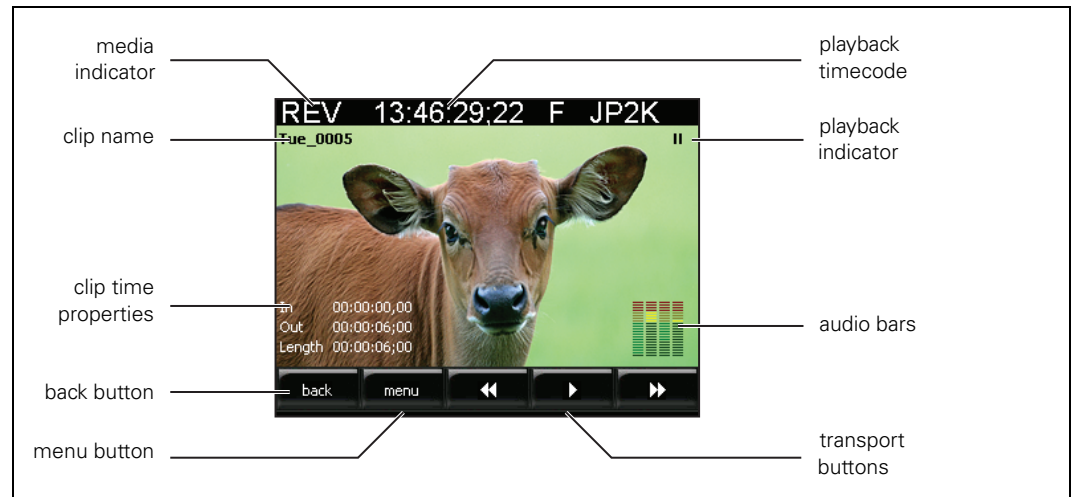 media
indicator
playback
timecode
REV 13:46:29;22 F JP2K
clip name
Tue_0005
playback
indicator
clip time
properties
In 00:00:00,00
Out 00:00:06;00
Length 00:00:06;00
audio bars
back button
back menu
menu button
transport
buttons